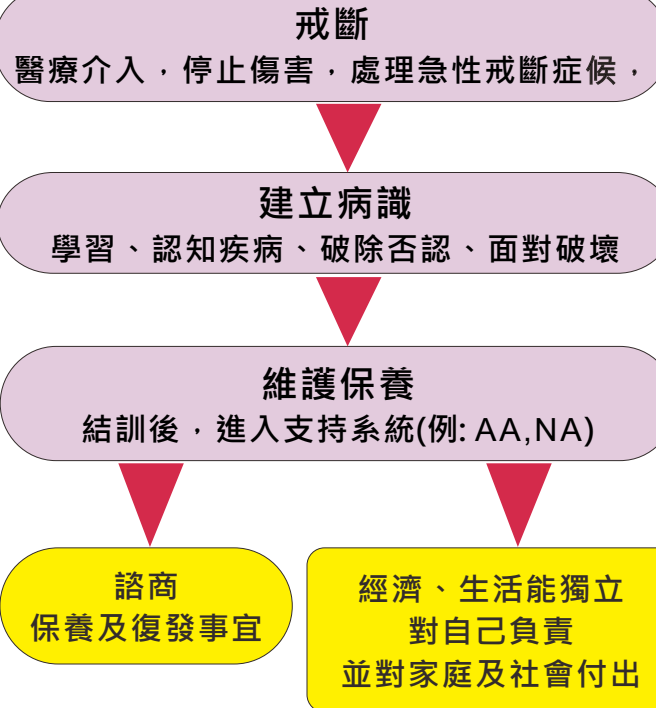 戒斷
醫療介入，停止傷害，處理急性戒斷症候，
建立病識
學習、認知疾病、破除否認、面對破壞
維護保養
結訓後，進入支持系統(例: AA,NA)
諮商
保養及復發事宜
經濟、生活能獨立
對自己負責
並對家庭及社會付出